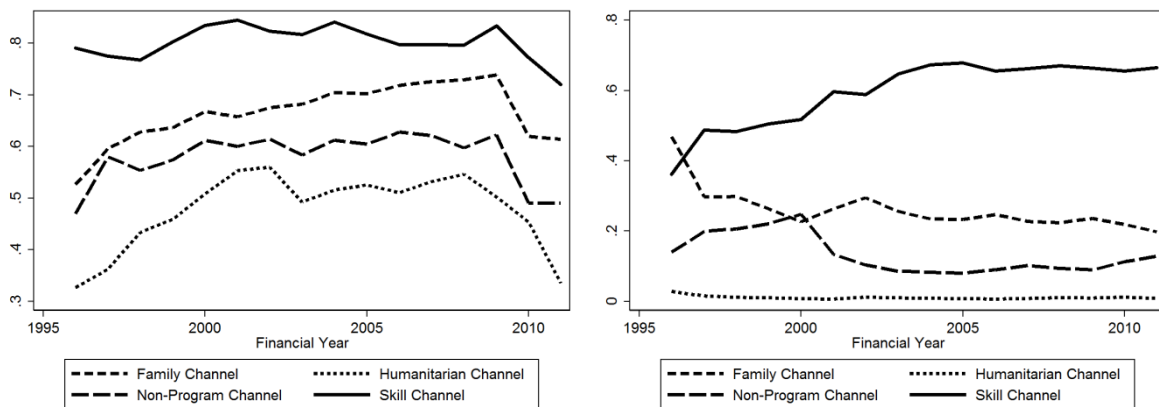 .8
.7
.6
.5
.4
.3
1995 2000 2005 2010
Financial Year
Family Channel Humanitarian Channel
Non-Program Channel Skill Channel
.8
.6
.4
.2
0
1995 2000 2005 2010
Financial Year
Family Channel Humanitarian Channel
Non-Program Channel Skill Channel